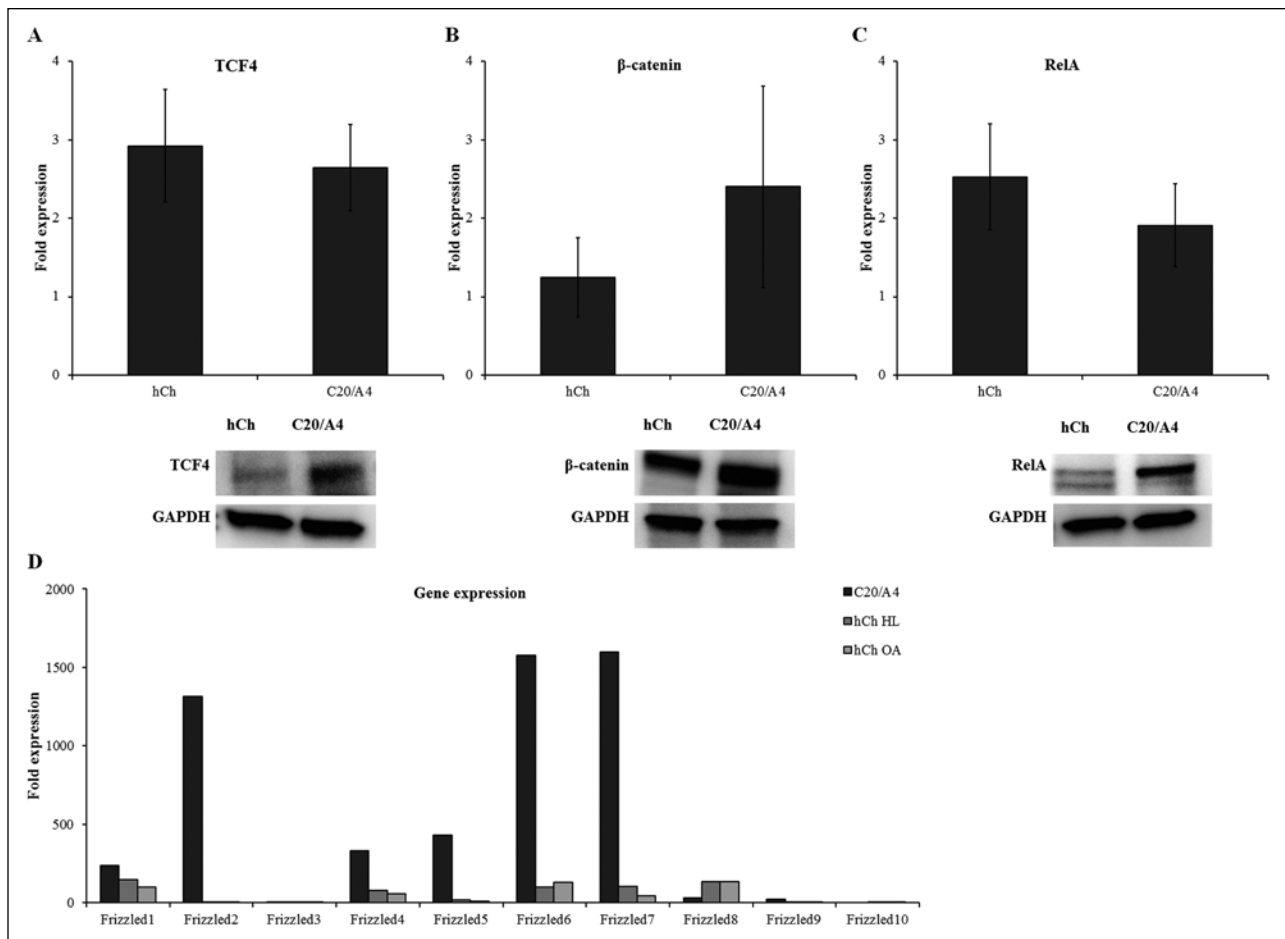 A
TCF4
4
3
2
1
0
Fold expression
hCh
C20/A4
B
β-catenin
4
3
2
1
0
Fold expression
hCh
C20/A4
C
RelA
4
3
2
1
0
Fold expression
hCh
C20/A4
hCh C20/A4
TCF4
GAPDH
hCh C20/A4
β-catenin
GAPDH
hCh C20/A4
RelA
GAPDH
D
Gene expression
2000
1500
1000
500
0
Fold expression
C20/A4
hCh HL
hCh OA
Frizzled1 Frizzled2 Frizzled3 Frizzled4 Frizzled5 Frizzled6 Frizzled7 Frizzled8 Frizzled9 Frizzled10